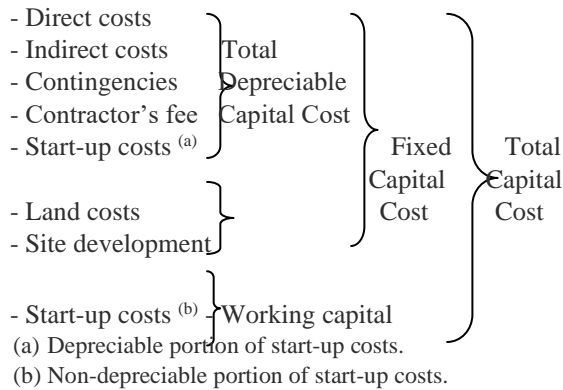 - Direct costs
- Indirect costs Total
- Contingencies Depreciable
- Contractor's fee Capital Cost
- Start-up costs (a) Fixed Total
Capital Capital
- Land costs Cost Cost
- Site development
- Start-up costs (b) - Working capital
(a) Depreciable portion of start-up costs.
(b) Non-depreciable portion of start-up costs.